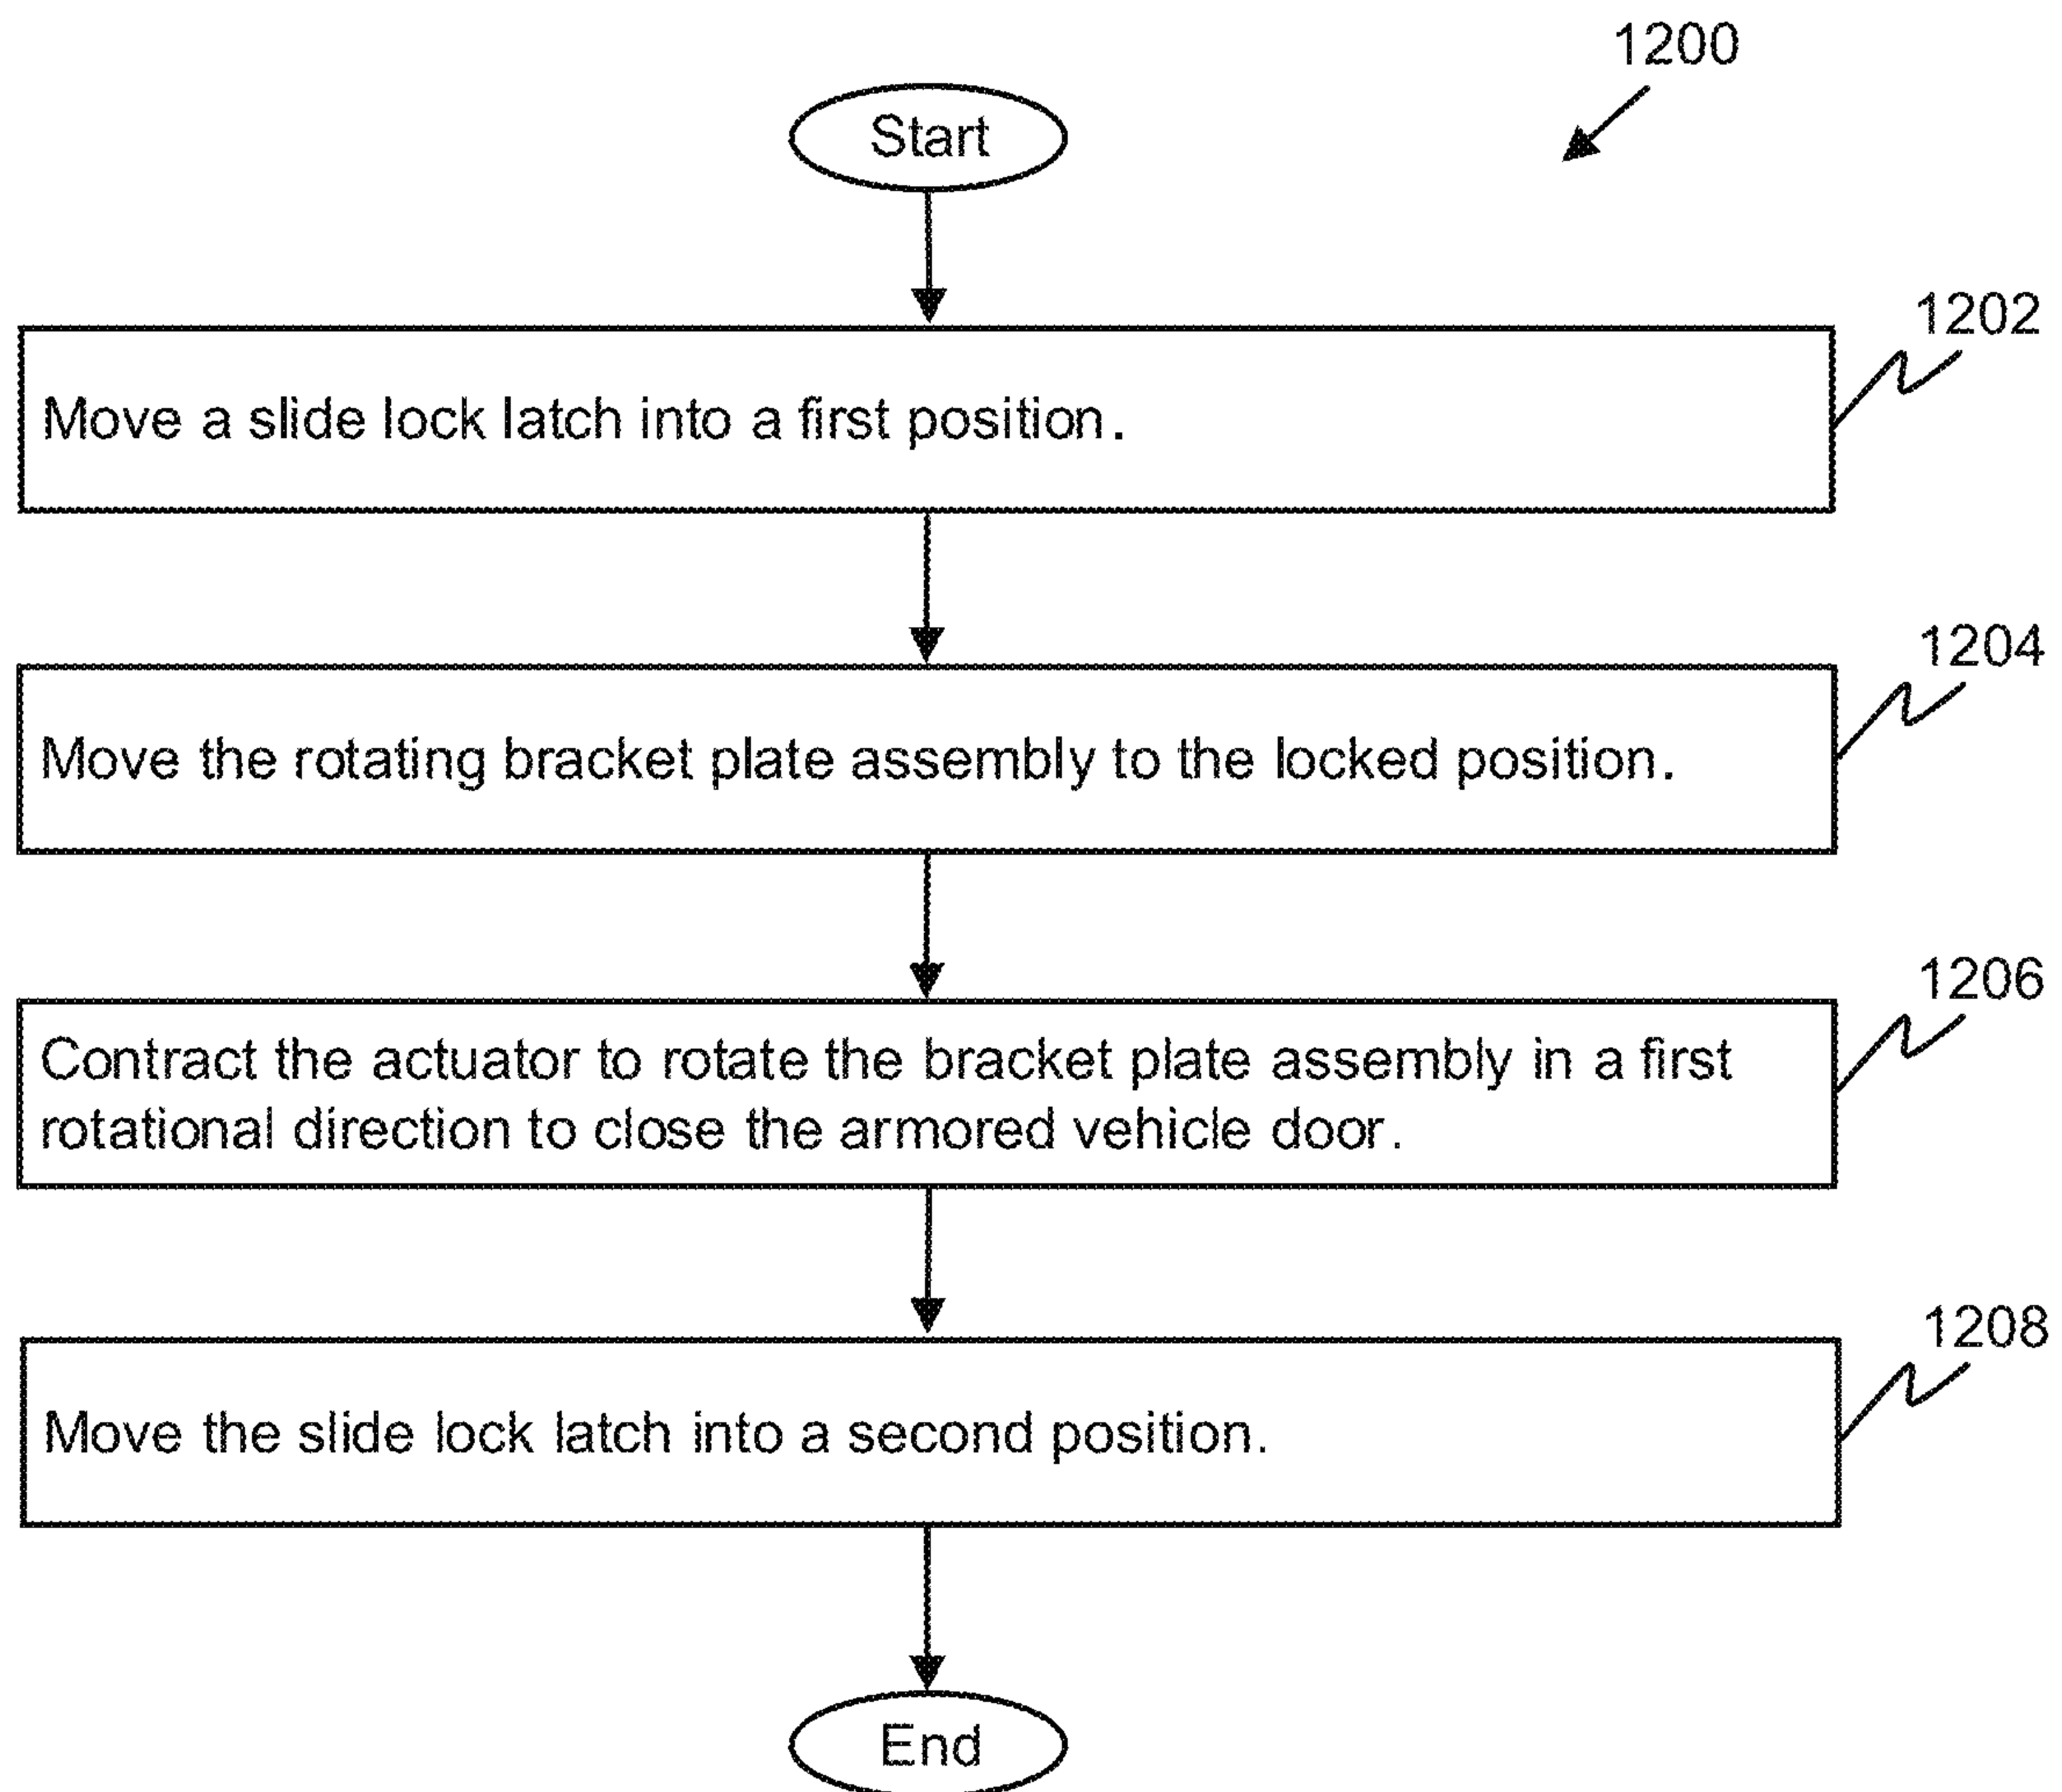 1200
Start
1202
Move a slide lock latch into a first position.
1204
Move the rotating bracket plate assembly to the locked position.
1206
Contract the actuator to rotate the bracket plate assembly in a first
rotational direction to close the armored vehicle door.
1208
Move the slide lock latch into a second position.
End